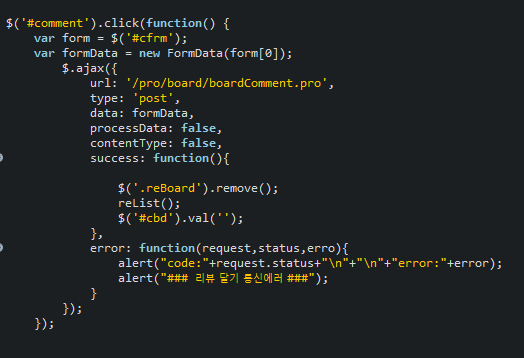 $('#comment').click(function() {
    var form = $('#cfrm');
    var formData = new FormData(form[0]);
        $.ajax({
            url: '/pro/board/boardComment.pro',
            type: 'post',
            data: formData,
            processData: false,
            contentType: false,
            success: function(){
                $('.reBoard').remove();
                reList();
                $('#cbd').val('');
            },
            error: function(request,status,erro){
                alert("code:"+request.status+"\n"+"\n"+"error:"+error);
                alert("### 리뷰 달기 통신에러 ###");
            }
        });
    });